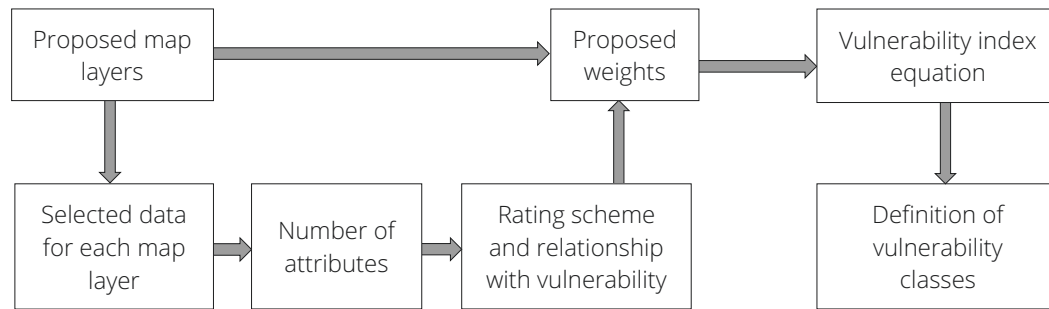 Proposed map
layers
Proposed
weights
Vulnerability index
equation
Selected data
for each map
layer
Number of
attributes
Rating scheme
and relationship
with vulnerability
Definition of
vulnerability
classes